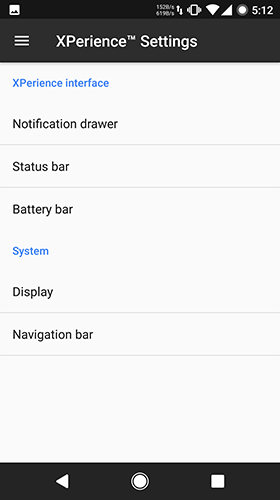 152B/s
619B/s
5:12
XPerience™ Settings
XPerience interface
Notification drawer
Status bar
Battery bar
System
Display
Navigation bar